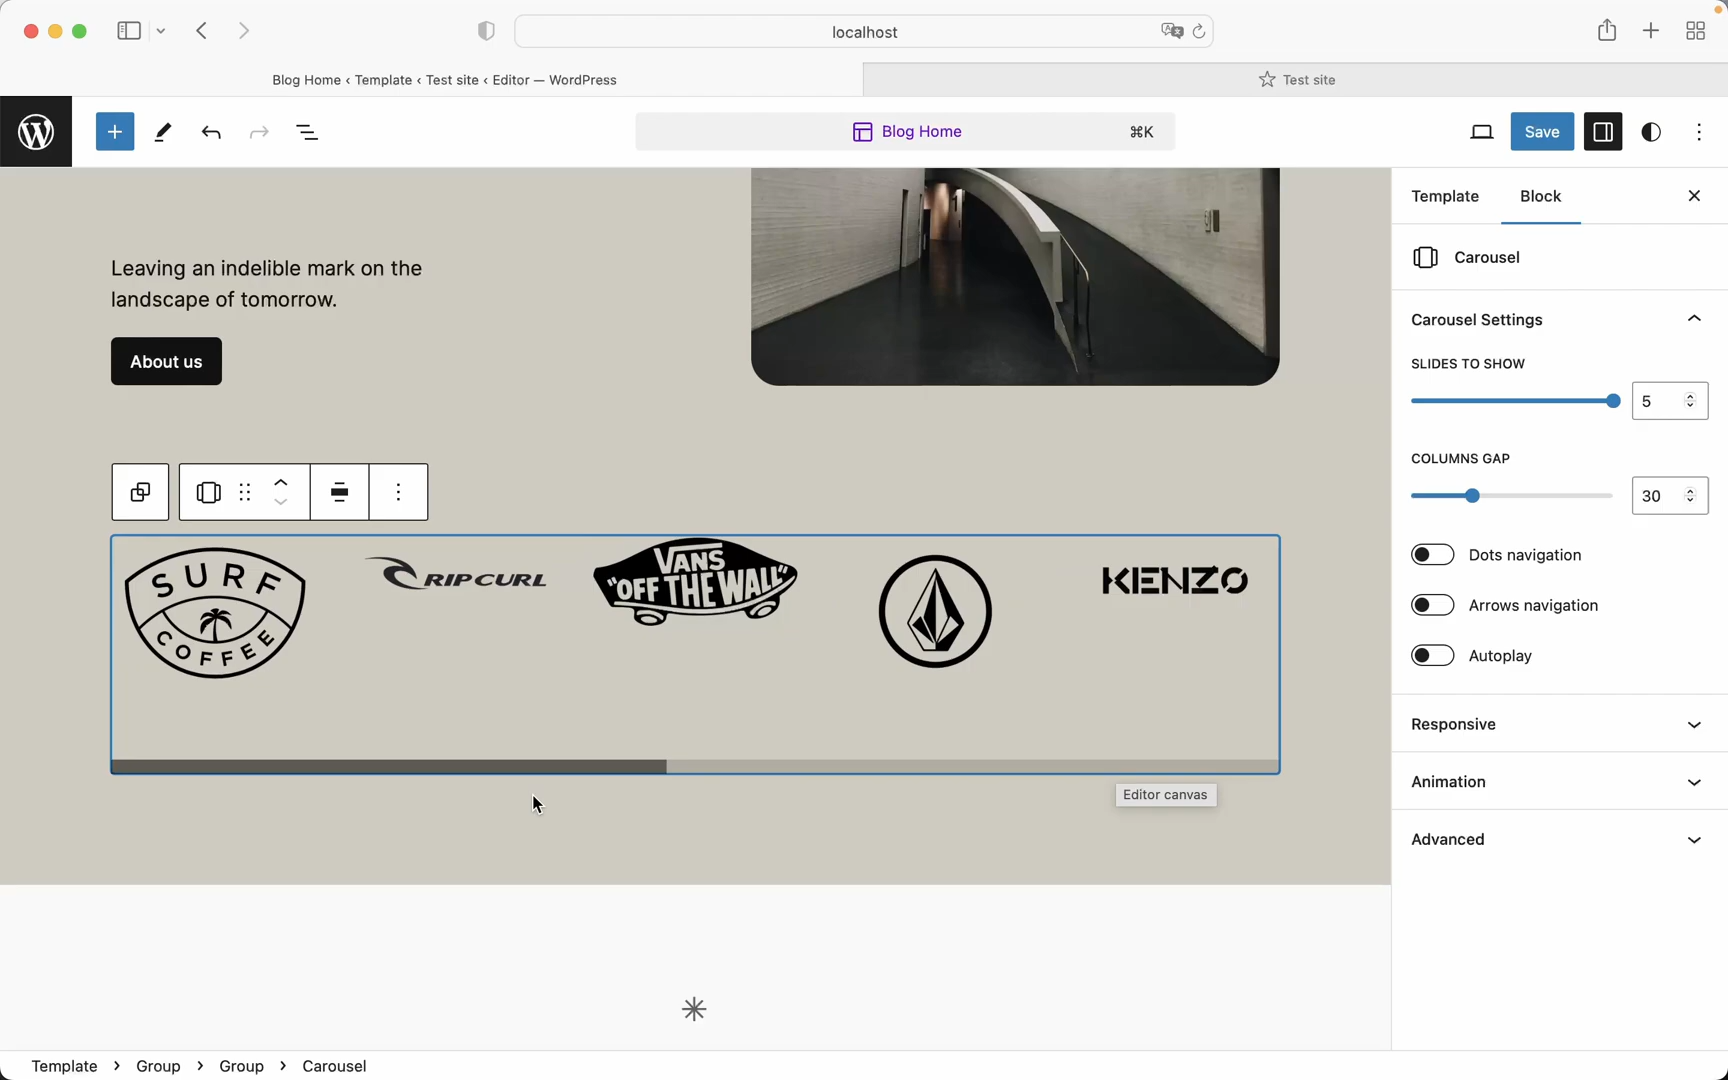 localhost
Blog Home ‹ Template ‹ Test site ‹ Editor — WordPress
Test site
Blog Home
⌘K
Save
Template
Block
Carousel
Carousel Settings
SLIDES TO SHOW
5
COLUMNS GAP
30
Dots navigation
Arrows navigation
Autoplay
Responsive
Animation
Advanced
Leaving an indelible mark on the
landscape of tomorrow.
About us
SURF
COFFEE
RIP CURL
VANS
"OFF THE WALL"
KENZO
Editor canvas
Template > Group > Group > Carousel